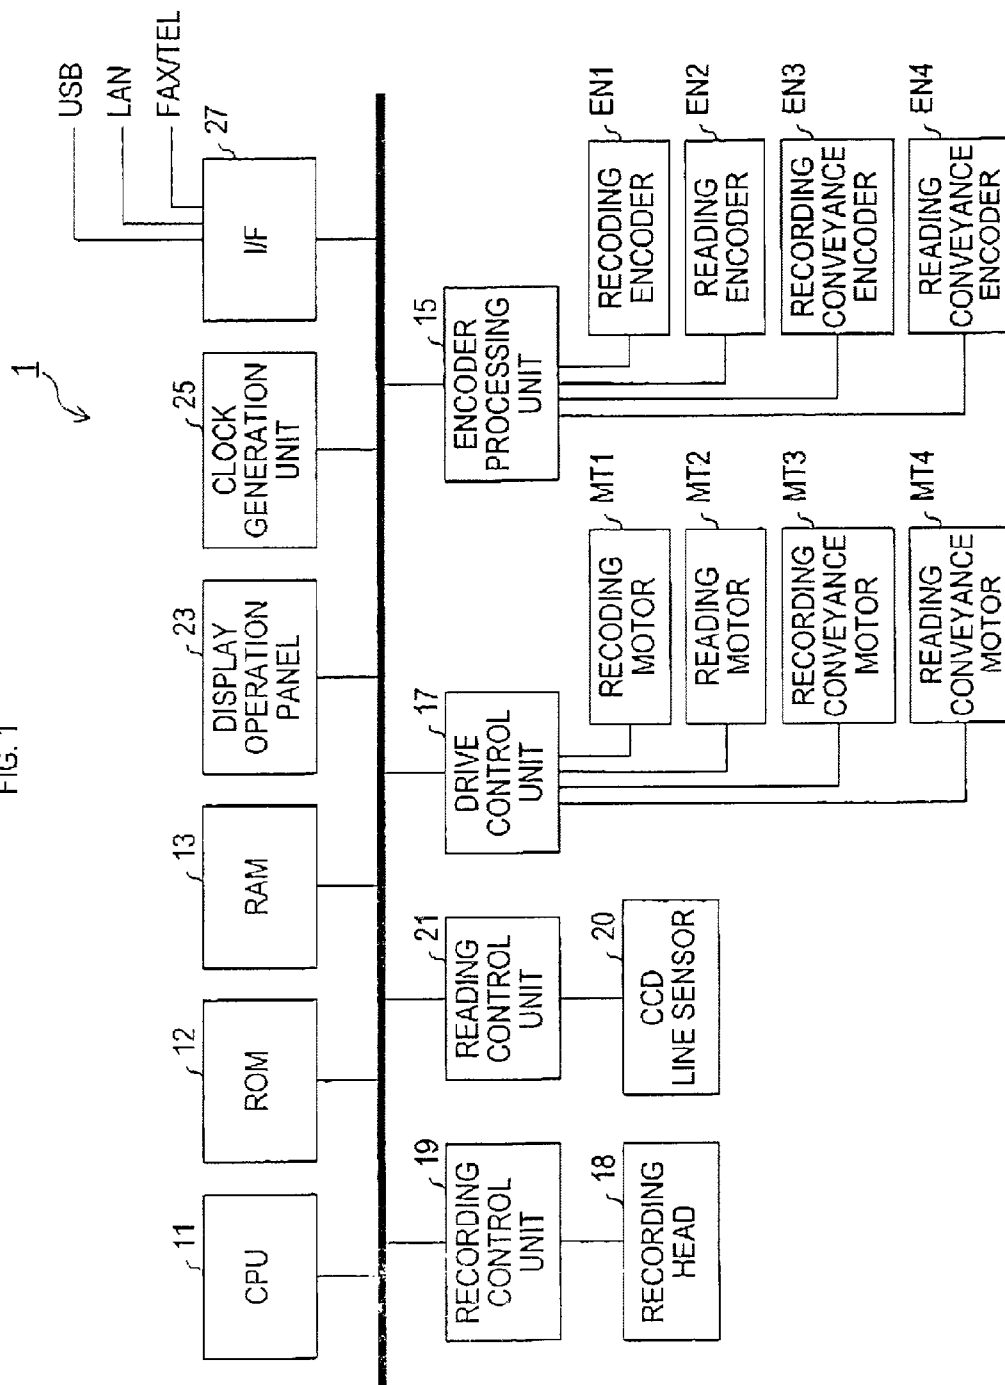 FIG. 1
1
11
CPU
12
ROM
13
RAM
23
DISPLAY
OPERATION
PANEL
25
CLOCK
GENERATION
UNIT
27
I/F
USB
LAN
FAX/TEL
19
RECORDING
CONTROL
UNIT
21
READING
CONTROL
UNIT
17
DRIVE
CONTROL
UNIT
15
ENCODER
PROCESSING
UNIT
18
RECORDING
HEAD
20
CCD
LINE SENSOR
MT1
RECODING
MOTOR
MT2
READING
MOTOR
MT3
RECORDING
CONVEYANCE
MOTOR
MT4
READING
CONVEYANCE
MOTOR
EN1
RECODING
ENCODER
EN2
READING
ENCODER
EN3
RECORDING
CONVEYANCE
ENCODER
EN4
READING
CONVEYANCE
ENCODER